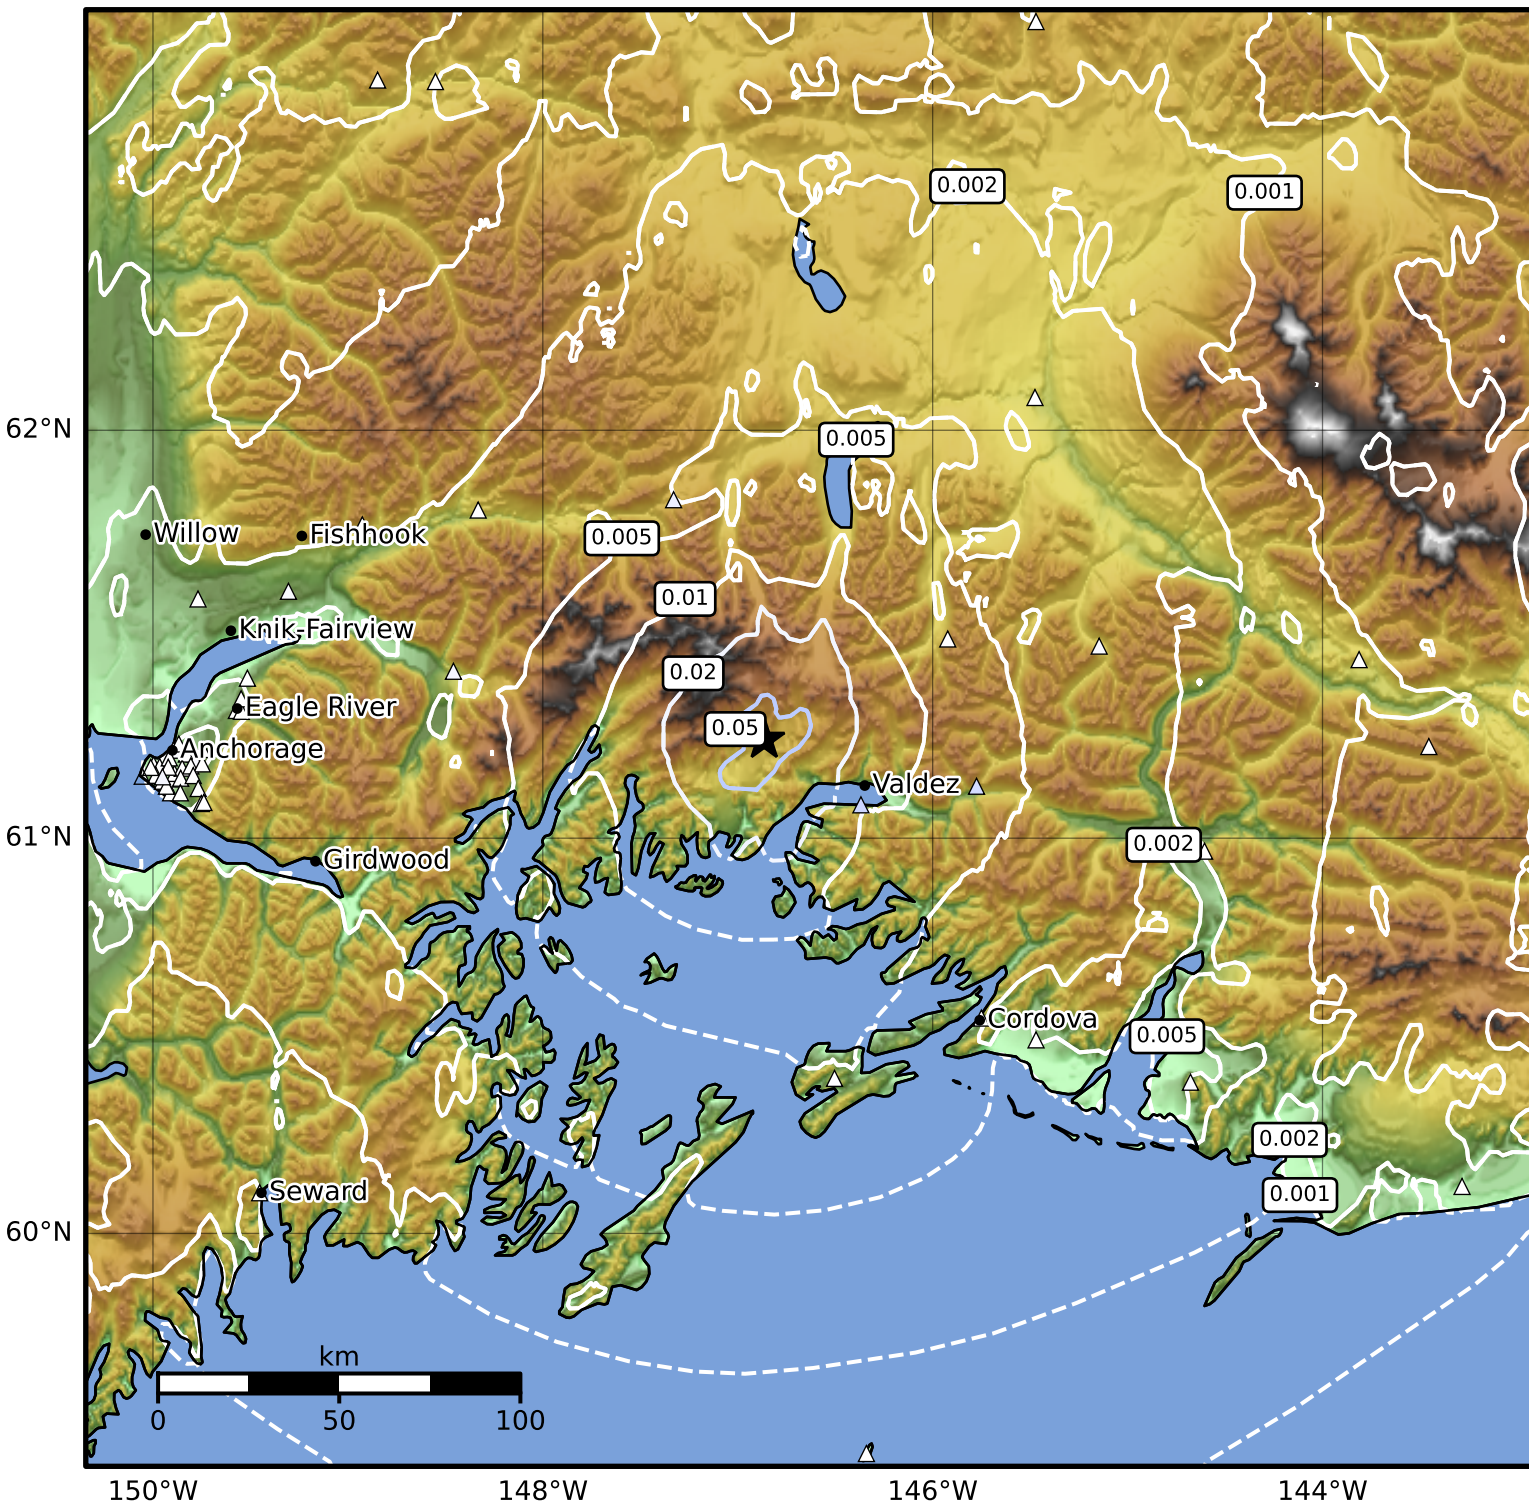 0.002
0.001
62°N
0.005
Willow
Fishhook
0.005
0.01
Knik-Fairview
0.02
Eagle River
0.05
Anchorage
Valdez
61°N
0.002
Girdwood
Cordova
0.005
0.002
Seward
0.001
60°N
km
0 50 100
150°W 148°W 146°W 144°W